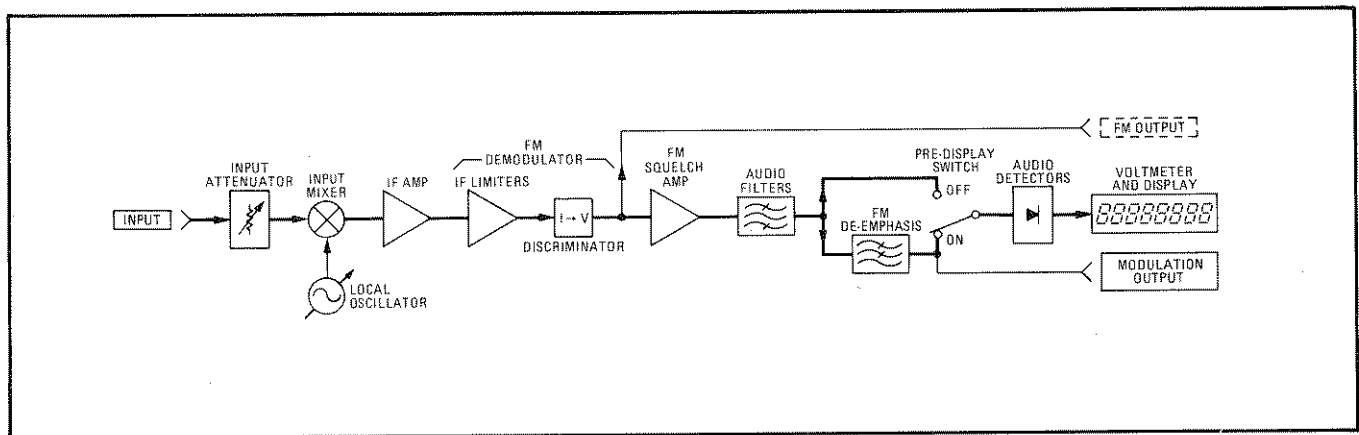 INPUT
INPUT
ATTENUATOR
INPUT
MIXER
LOCAL
OSCILLATOR
IF AMP
FM
DEMODULATOR
IF LIMITERS
f → V
DISCRIMINATOR
FM
SQUELCH
AMP
AUDIO
FILTERS
FM
DE-EMPHASIS
PRE-DISPLAY
SWITCH
OFF
ON
AUDIO
DETECTORS
FM OUTPUT
VOLTMETER
AND DISPLAY
88888888
MODULATION
OUTPUT